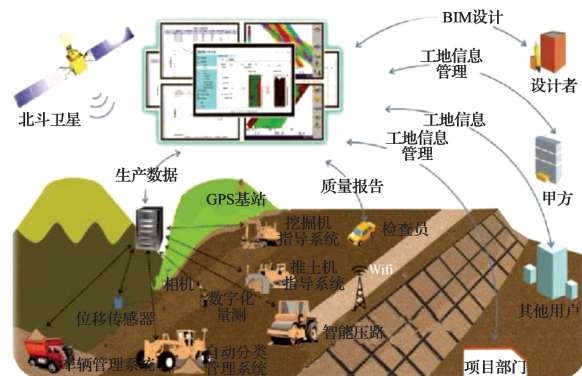 BIM设计
工地信息
管理
设计者
北斗卫星
工地信息
工地信息
管理
甲方
生产数据
质量报告
GPS基站
挖掘机
指导系统
检查员
推土机
指导系统
Wifi
相机
数字化
量测
位移传感器
智能压路
其他用户
车辆管理系统
自动分类
管理系统
项目部门